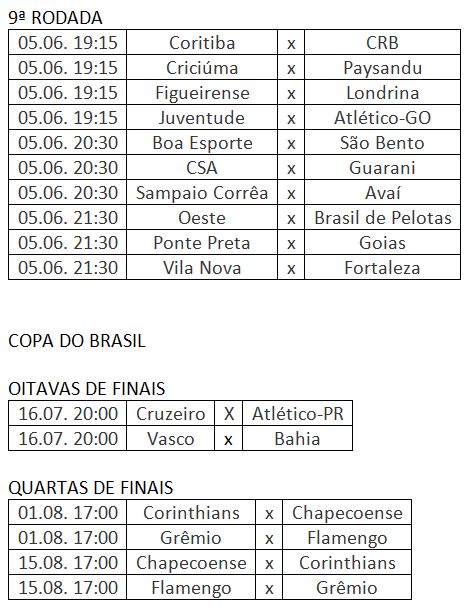 9ª RODADA
05.06. 19:15 Coritiba x CRB
05.06. 19:15 Criciúma x Paysandu
05.06. 19:15 Figueirense x Londrina
05.06. 19:15 Juventude x Atlético-GO
05.06. 20:30 Boa Esporte x São Bento
05.06. 20:30 CSA x Guarani
05.06. 20:30 Sampaio Corrêa x Avaí
05.06. 21:30 Oeste x Brasil de Pelotas
05.06. 21:30 Ponte Preta x Goias
05.06. 21:30 Vila Nova x Fortaleza
COPA DO BRASIL
OITAVAS DE FINAIS
16.07. 20:00 Cruzeiro X Atlético-PR
16.07. 20:00 Vasco x Bahia
QUARTAS DE FINAIS
01.08. 17:00 Corinthians x Chapecoense
01.08. 17:00 Grêmio x Flamengo
15.08. 17:00 Chapecoense x Corinthians
15.08. 17:00 Flamengo x Grêmio